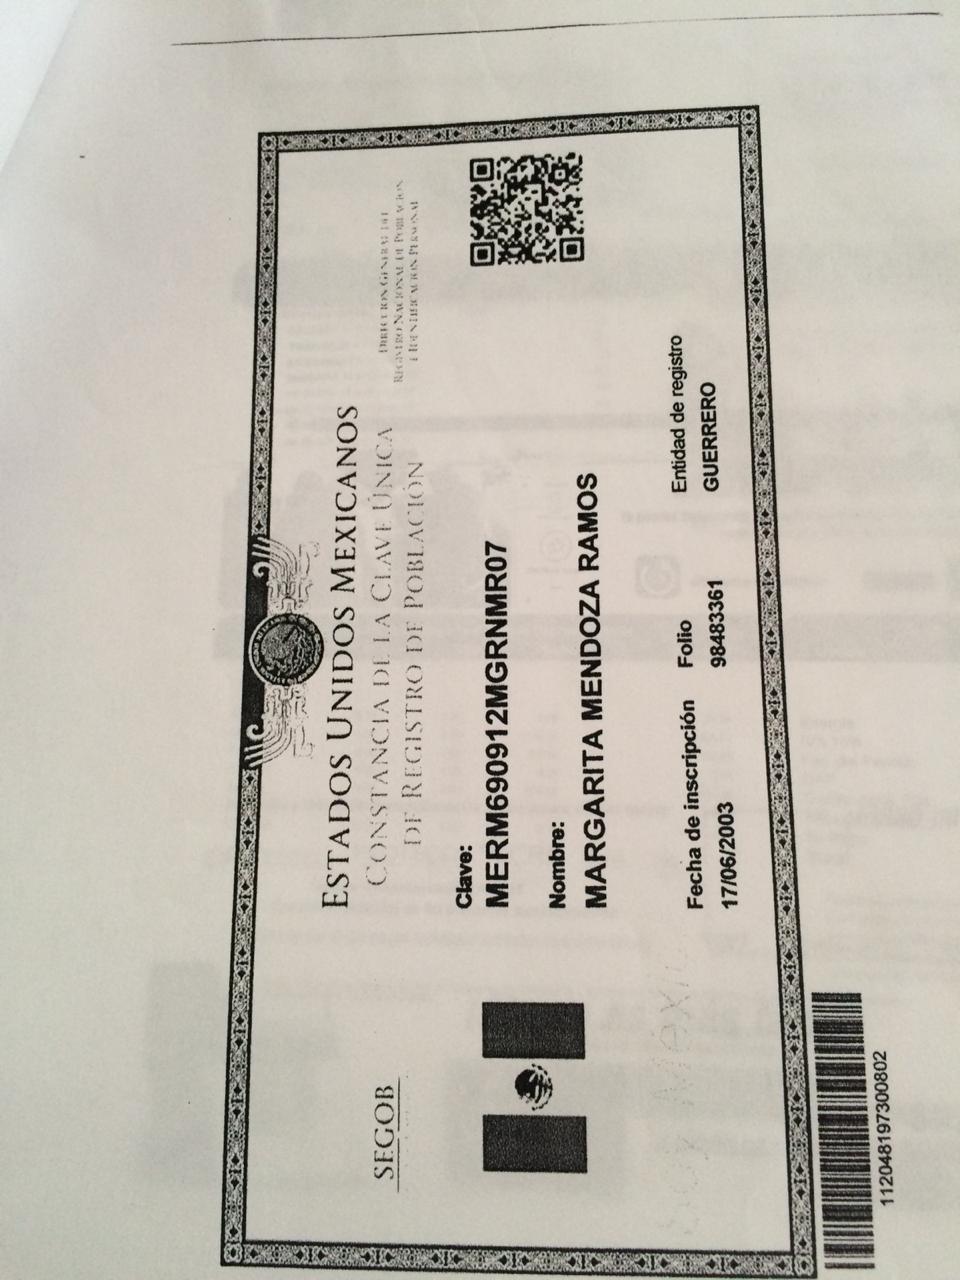 ESTADOS UNIDOS MEXICANOS
CONSTANCIA DE LA CLAVE ÚNICA
DE REGISTRO DE POBLACIÓN
SEGOB
DIRECCIÓN GENERAL DEL
REGISTRO NACIONAL DE POBLACIÓN
E IDENTIFICACIÓN PERSONAL
Clave:
MERM690912MGRNMR07
Nombre:
MARGARITA MENDOZA RAMOS
Fecha de inscripción Folio Entidad de registro
17/06/2003 98483361 GUERRERO
112048197300802